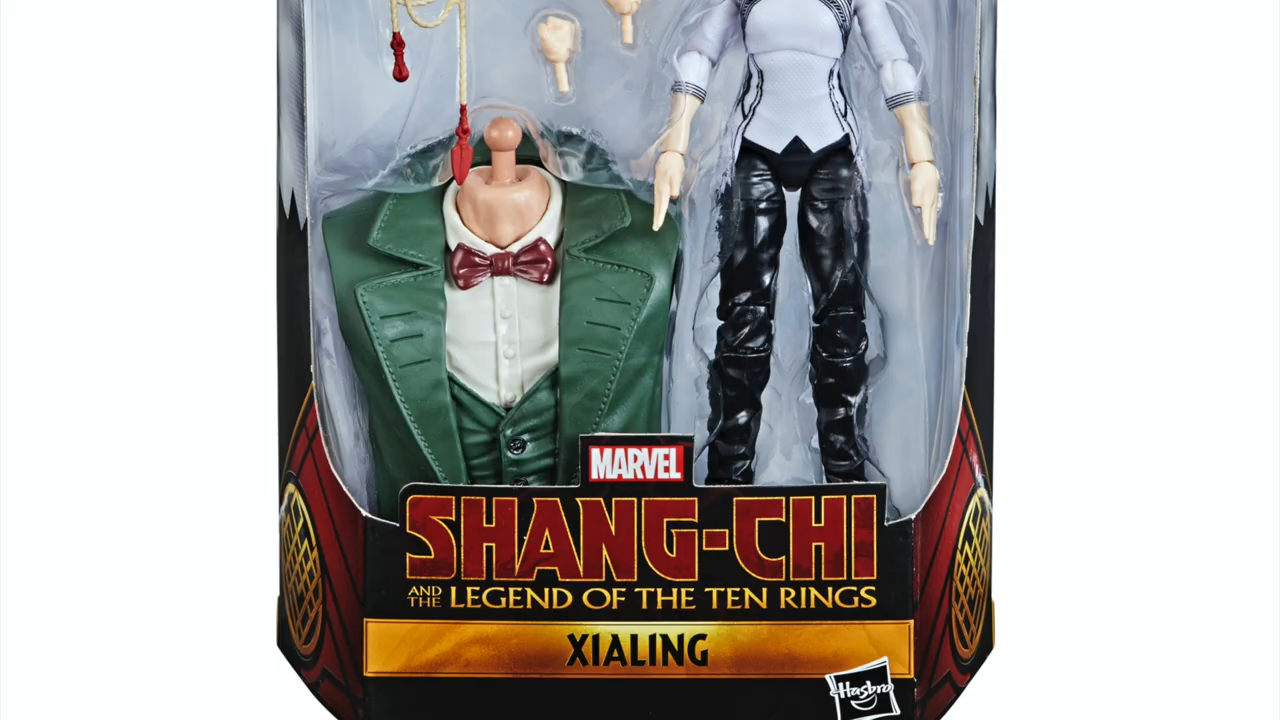 MARVEL
SHANG-CHI
AND THE LEGEND OF THE TEN RINGS
XIALING
Hasbro